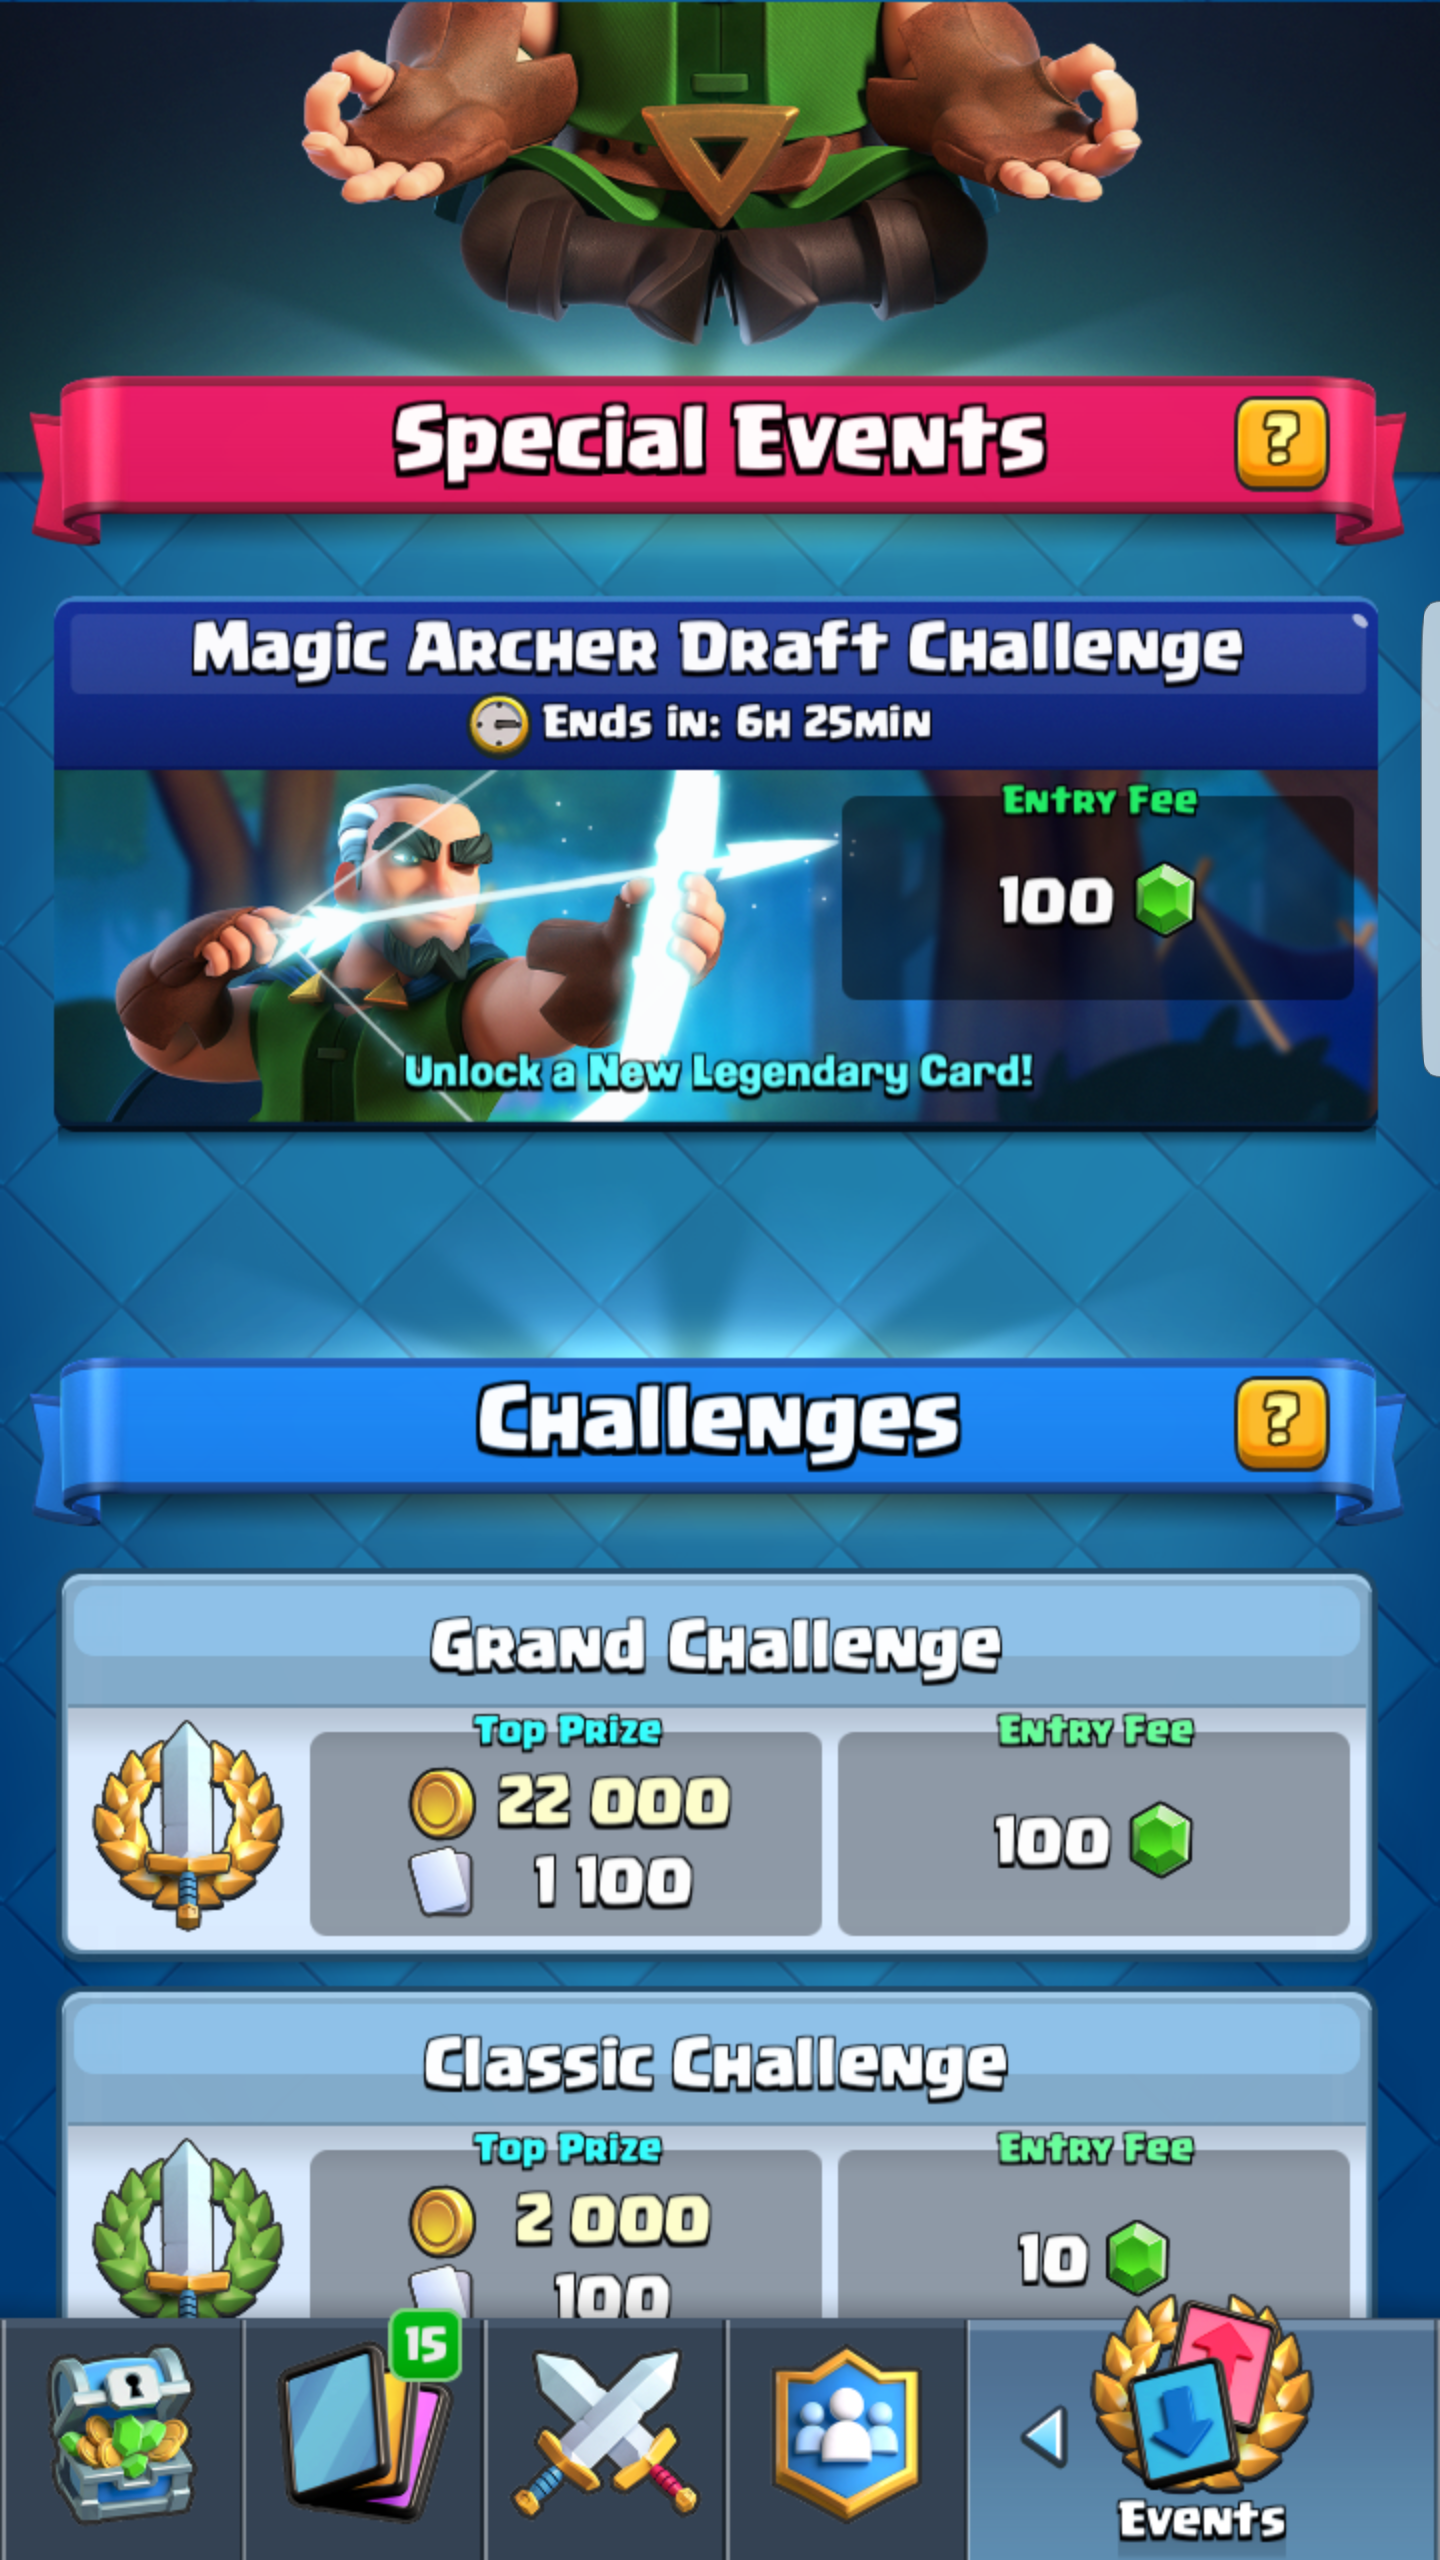 Special Events
?
Magic Archer Draft Challenge
Ends in: 6h 25min
Entry Fee
100
Unlock a New Legendary Card!
Challenges
?
Grand Challenge
Top Prize
Entry Fee
22 000
1 100
100
Classic Challenge
Top Prize
Entry Fee
2 000
100
10
15
Events